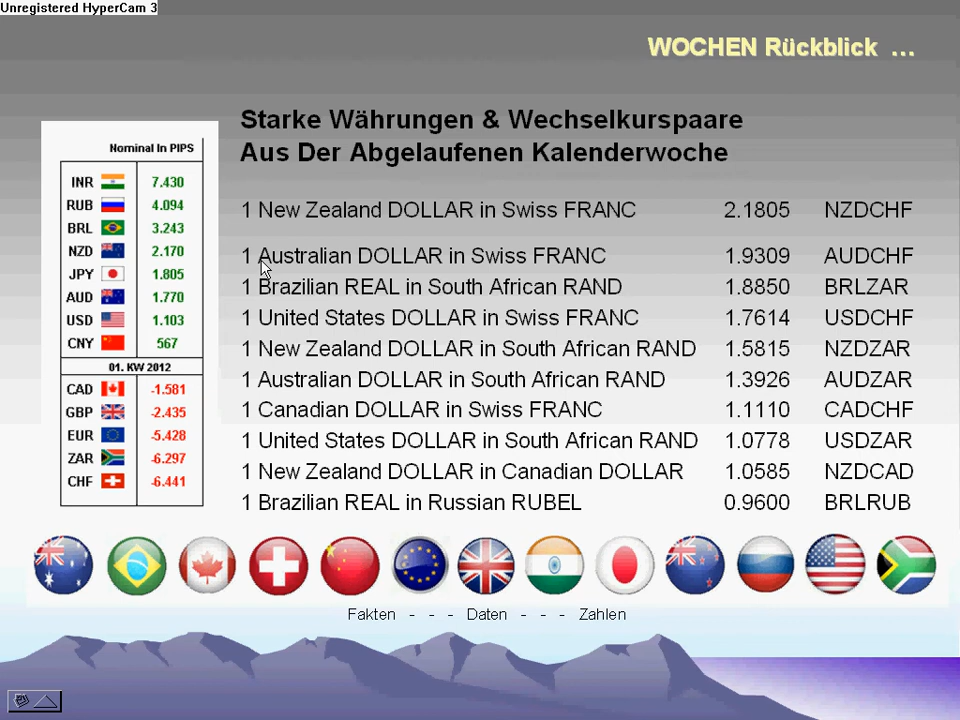 Unregistered HyperCam 3
WOCHEN Rückblick ...
Starke Währungen & Wechselkurspaare
Aus Der Abgelaufenen Kalenderwoche
Nominal In PIPS
INR 7.430
RUB 4.094
BRL 3.243
NZD 2.170
JPY 1.805
AUD 1.770
USD 1.103
CNY 567
01. KW 2012
CAD -1.581
GBP -2.435
EUR -5.428
ZAR -6.297
CHF -6.441
1 New Zealand DOLLAR in Swiss FRANC 2.1805 NZDCHF
1 Australian DOLLAR in Swiss FRANC 1.9309 AUDCHF
1 Brazilian REAL in South African RAND 1.8850 BRLZAR
1 United States DOLLAR in Swiss FRANC 1.7614 USDCHF
1 New Zealand DOLLAR in South African RAND 1.5815 NZDZAR
1 Australian DOLLAR in South African RAND 1.3926 AUDZAR
1 Canadian DOLLAR in Swiss FRANC 1.1110 CADCHF
1 United States DOLLAR in South African RAND 1.0778 USDZAR
1 New Zealand DOLLAR in Canadian DOLLAR 1.0585 NZDCAD
1 Brazilian REAL in Russian RUBEL 0.9600 BRLRUB
Fakten - - - Daten - - - Zahlen